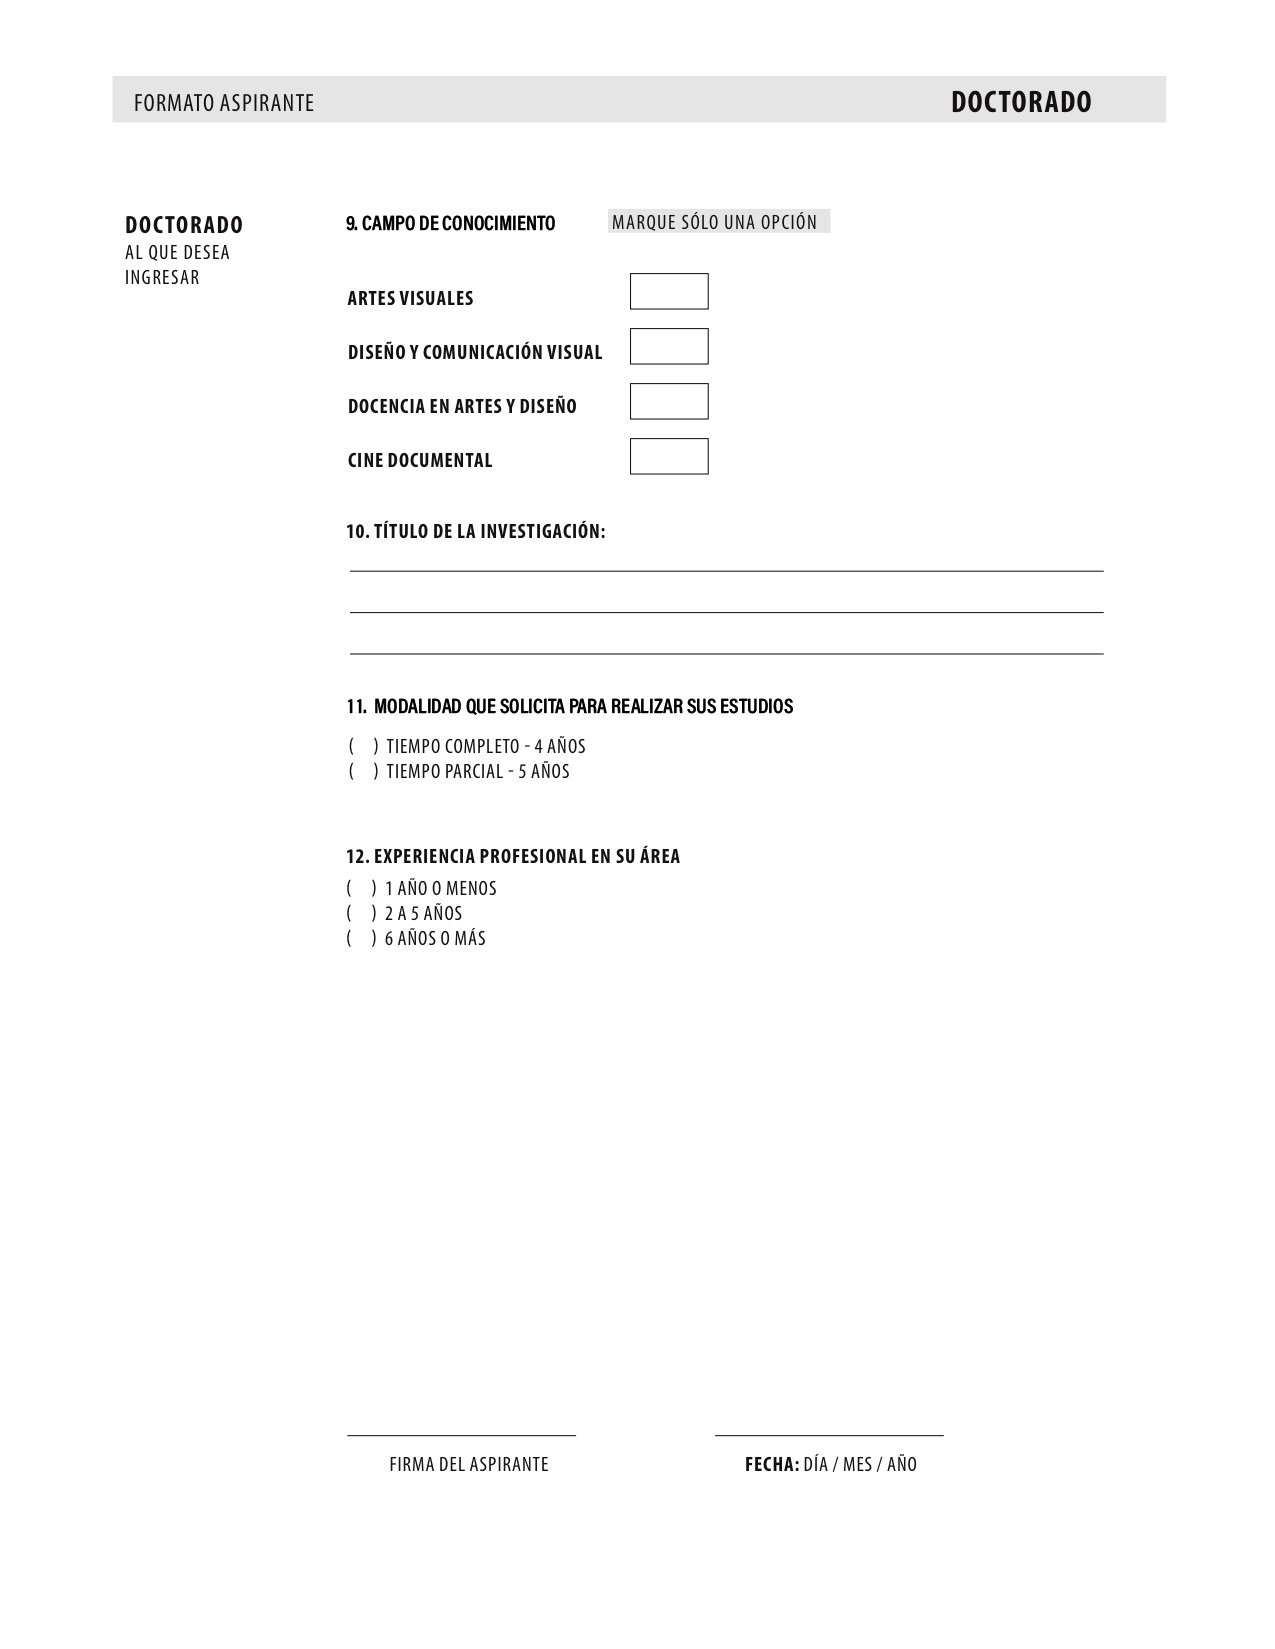 FORMATO ASPIRANTE DOCTORADO
DOCTORADO
AL QUE DESEA
INGRESAR
9. CAMPO DE CONOCIMIENTO MARQUE SÓLO UNA OPCIÓN
ARTES VISUALES
DISEÑO Y COMUNICACIÓN VISUAL
DOCENCIA EN ARTES Y DISEÑO
CINE DOCUMENTAL
10. TÍTULO DE LA INVESTIGACIÓN:
11. MODALIDAD QUE SOLICITA PARA REALIZAR SUS ESTUDIOS
( ) TIEMPO COMPLETO - 4 AÑOS
( ) TIEMPO PARCIAL - 5 AÑOS
12. EXPERIENCIA PROFESIONAL EN SU ÁREA
( ) 1 AÑO O MENOS
( ) 2 A 5 AÑOS
( ) 6 AÑOS O MÁS
FIRMA DEL ASPIRANTE FECHA: DÍA / MES / AÑO